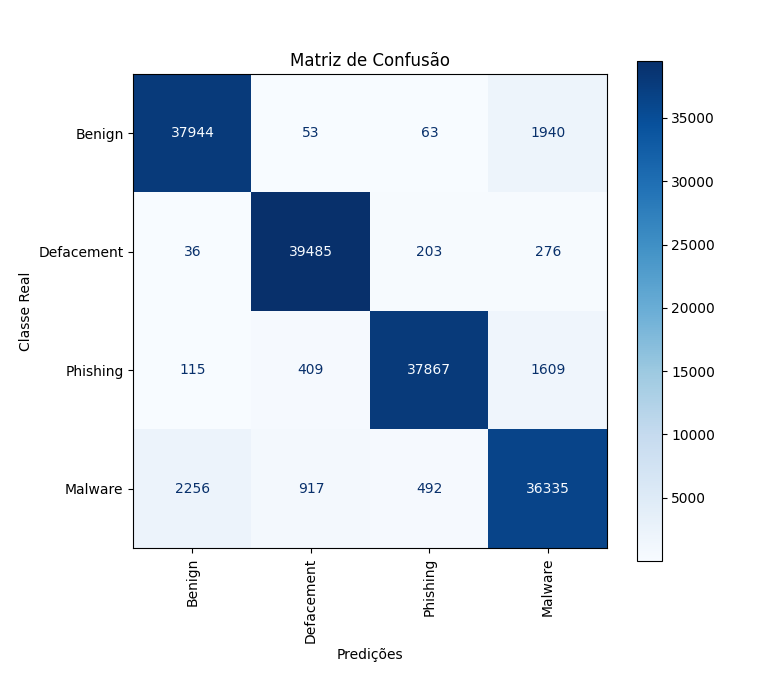 Matriz de Confusão
Benign 37944 53 63 1940
Defacement 36 39485 203 276
Phishing 115 409 37867 1609
Malware 2256 917 492 36335
Classe Real
Benign Defacement Phishing Malware
Predições
35000
30000
25000
20000
15000
10000
5000